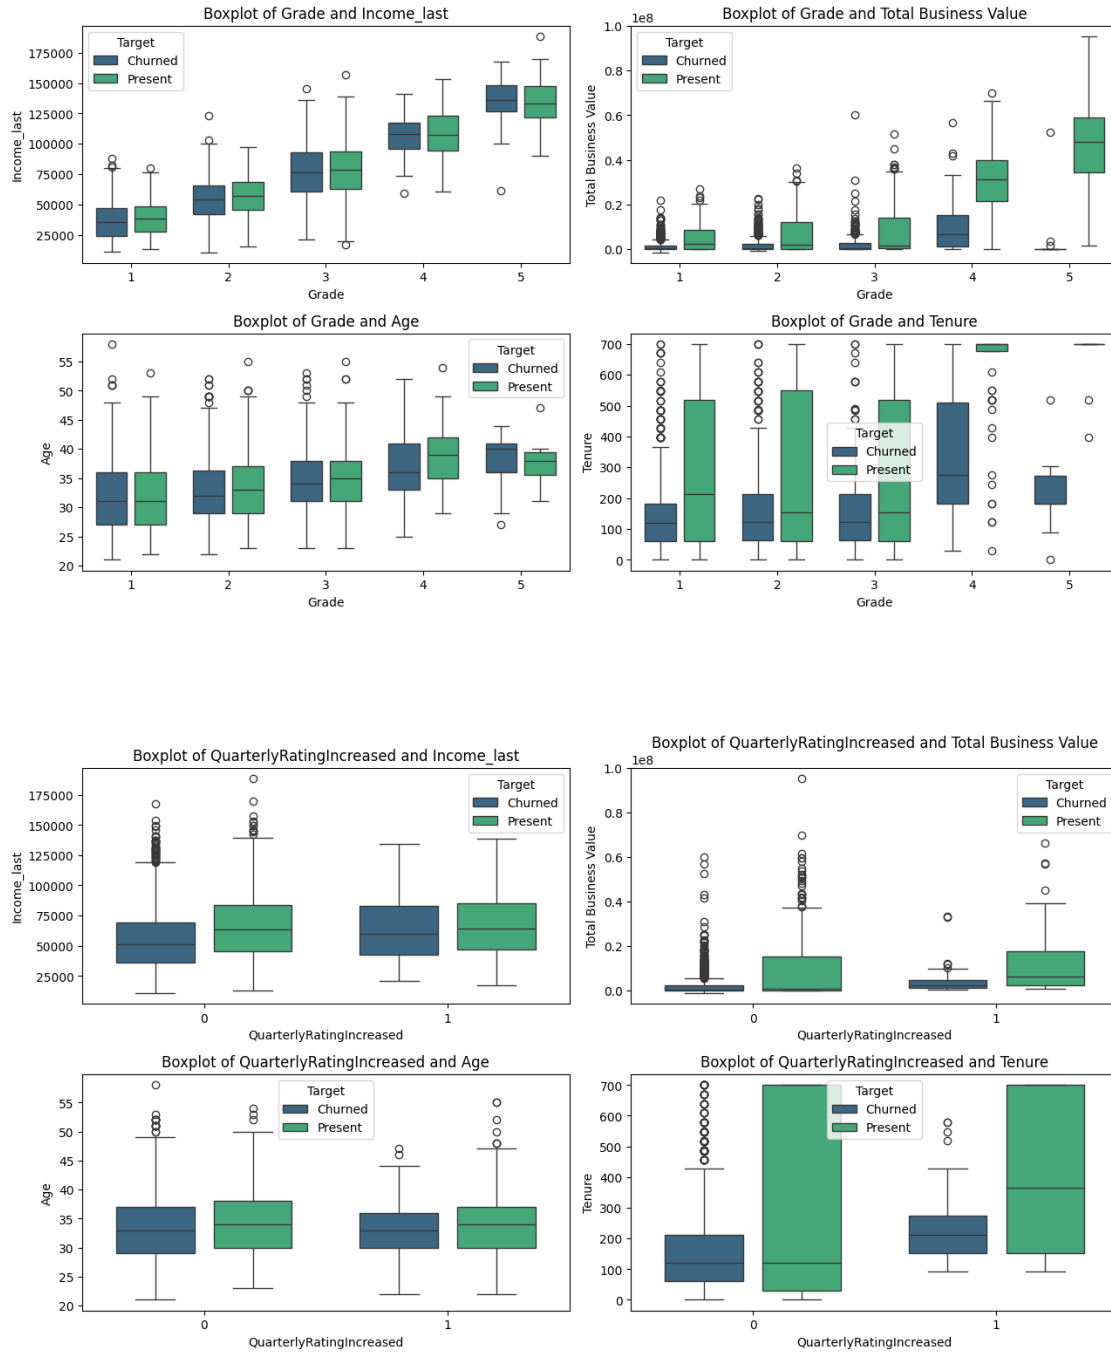 Boxplot of Grade and Income_last
Target
Churned
Present
175000
150000
125000
100000
75000
50000
25000
Income_last
1 2 3 4 5
Grade
Boxplot of Grade and Total Business Value
1e8
Target
Churned
Present
1.0
0.8
0.6
0.4
0.2
0.0
Total Business Value
1 2 3 4 5
Grade
Boxplot of Grade and Age
Target
Churned
Present
55
50
45
40
35
30
25
20
Age
1 2 3 4 5
Grade
Boxplot of Grade and Tenure
Target
Churned
Present
700
600
500
400
300
200
100
0
Tenure
1 2 3 4 5
Grade
Boxplot of QuarterlyRatingIncreased and Income_last
Target
Churned
Present
175000
150000
125000
100000
75000
50000
25000
Income_last
0 1
QuarterlyRatingIncreased
Boxplot of QuarterlyRatingIncreased and Total Business Value
1e8
Target
Churned
Present
1.0
0.8
0.6
0.4
0.2
0.0
Total Business Value
0 1
QuarterlyRatingIncreased
Boxplot of QuarterlyRatingIncreased and Age
Target
Churned
Present
55
50
45
40
35
30
25
20
Age
0 1
QuarterlyRatingIncreased
Boxplot of QuarterlyRatingIncreased and Tenure
Target
Churned
Present
700
600
500
400
300
200
100
0
Tenure
0 1
QuarterlyRatingIncreased